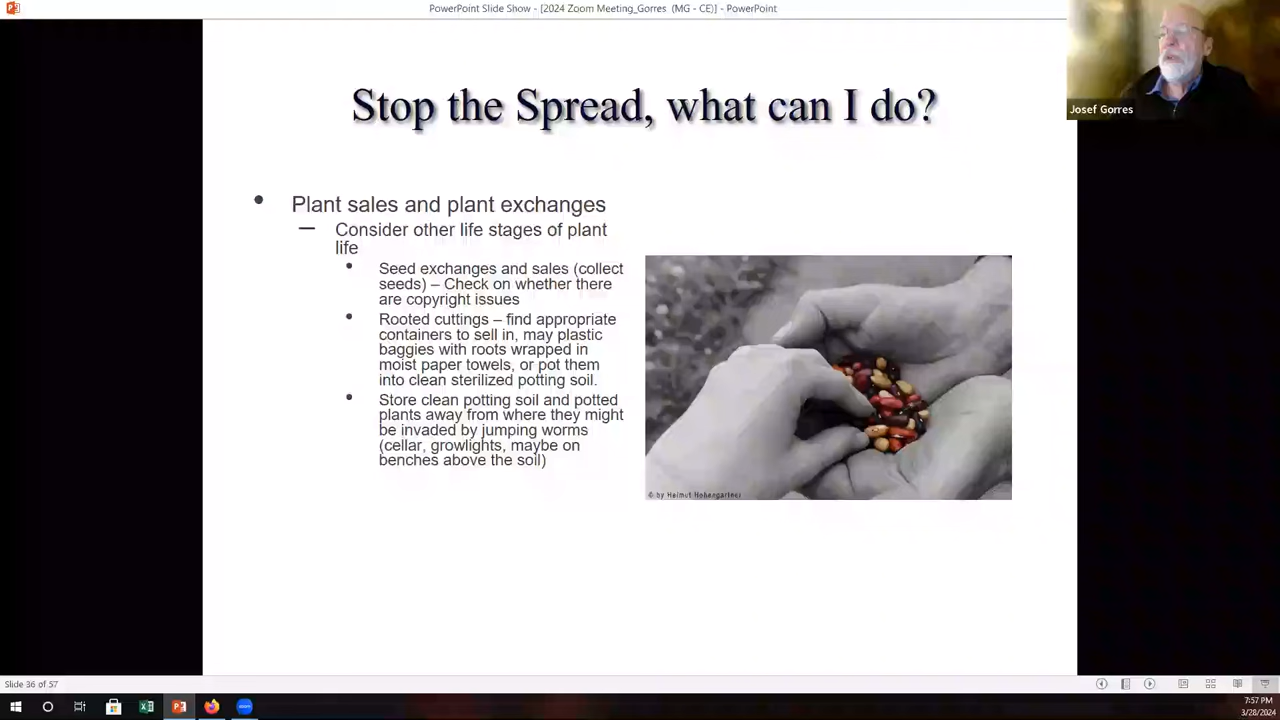 PowerPoint Slide Show - [2024 Zoom Meeting_Gorres (MG - CE)] - PowerPoint
Josef Gorres
Stop the Spread, what can I do?
• Plant sales and plant exchanges
– Consider other life stages of plant
life
• Seed exchanges and sales (collect
seeds) – Check on whether there
are copyright issues
• Rooted cuttings – find appropriate
containers to sell in, may plastic
baggies with roots wrapped in
moist paper towels, or pot them
into clean sterilized potting soil.
• Store clean potting soil and potted
plants away from where they might
be invaded by jumping worms
(cellar, growlights, maybe on
benches above the soil)
© by Helmut Hohengartner
Slide 36 of 57
zoom
7:57 PM
3/28/2024